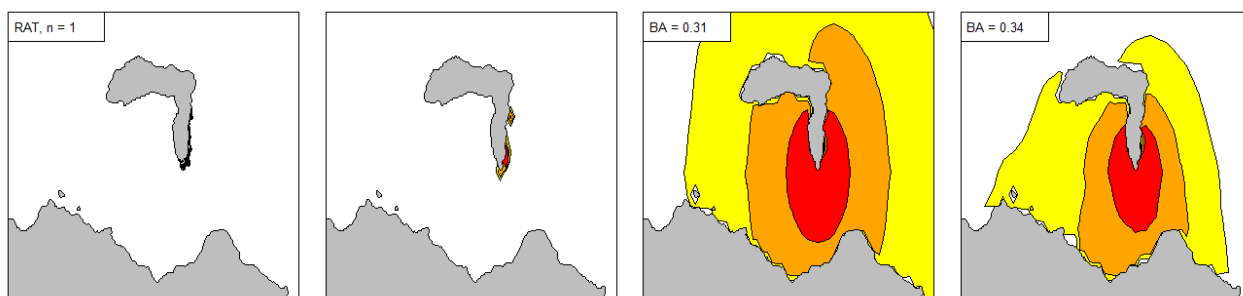 RAT, n = 1
BA = 0.31
BA = 0.34